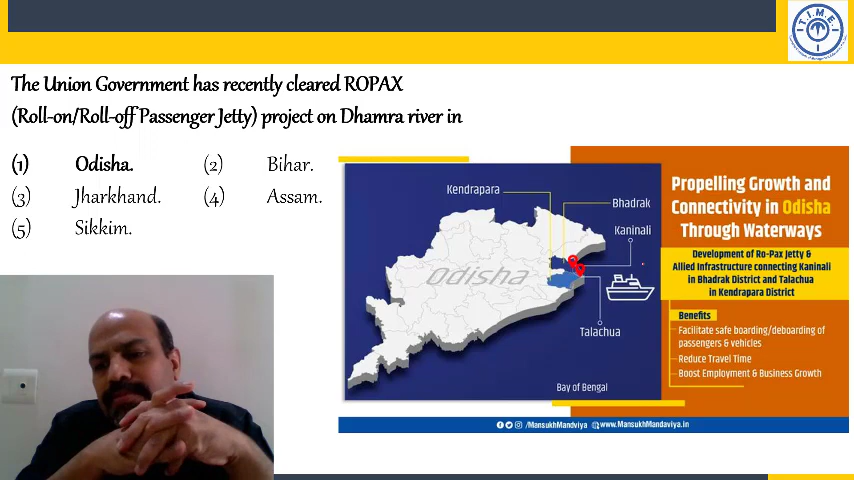 T.I.M.E.
The Union Government has recently cleared ROPAX
(Roll-on/Roll-off Passenger Jetty) project on Dhamra river in
(1) Odisha. (2) Bihar.
(3) Jharkhand. (4) Assam.
(5) Sikkim.
Kendrapara
Bhadrak
Kaninali
Odisha
Talachua
Bay of Bengal
Propelling Growth and
Connectivity in Odisha
Through Waterways
Development of Ro-Pax Jetty &
Allied Infrastructure connecting Kaninali
in Bhadrak District and Talachua
in Kendrapara District
Benefits
Facilitate safe boarding/deboarding of
passengers & vehicles
Reduce Travel Time
Boost Employment & Business Growth
/MansukhMandviya www.MansukhMandaviya.in